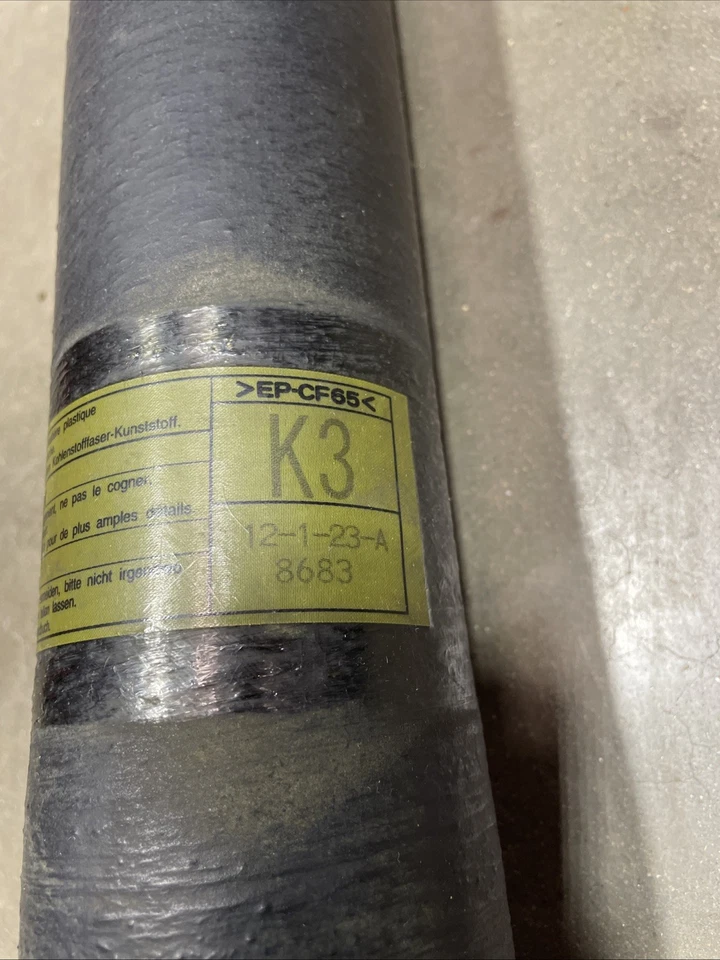 plastique
Kohlenstofffaser-Kunststoff.
ne pas le cogner,
pour de plus amples détails
bitte nicht
lassen.
>EP-CF65<
K3
12-1-23-A
8683